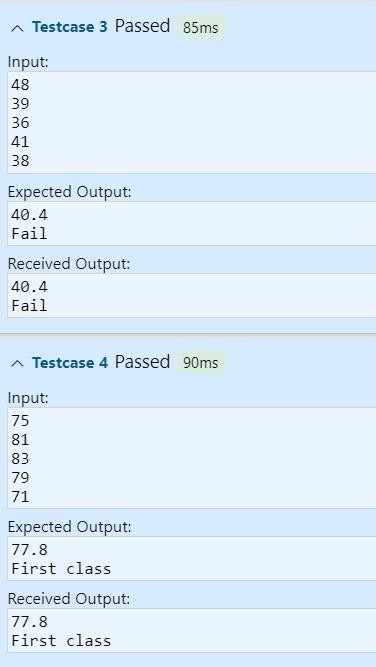 Testcase 3 Passed 85ms
Input:
48
39
36
41
38
Expected Output:
40.4
Fail
Received Output:
40.4
Fail
Testcase 4 Passed 90ms
Input:
75
81
83
79
71
Expected Output:
77.8
First class
Received Output:
77.8
First class